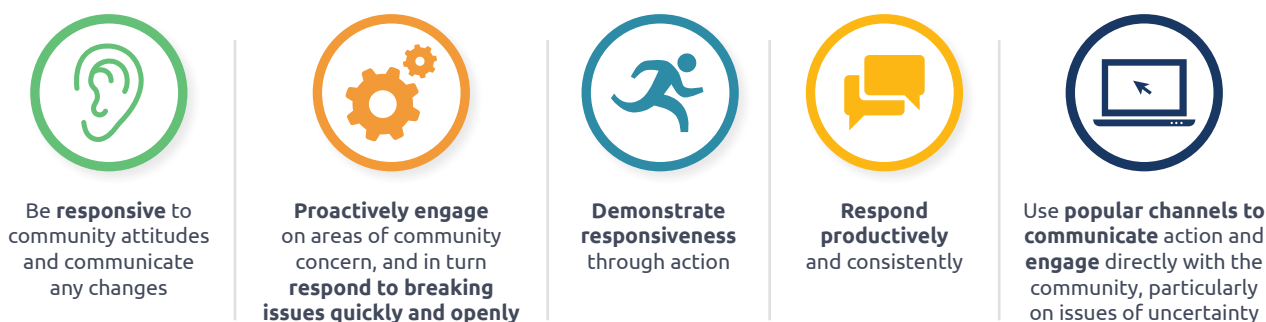 Be responsive to
community attitudes
and communicate
any changes
Proactively engage
on areas of community
concern, and in turn
respond to breaking
issues quickly and openly
Demonstrate
responsiveness
through action
Respond
productively
and consistently
Use popular channels to
communicate action and
engage directly with the
community, particularly
on issues of uncertainty